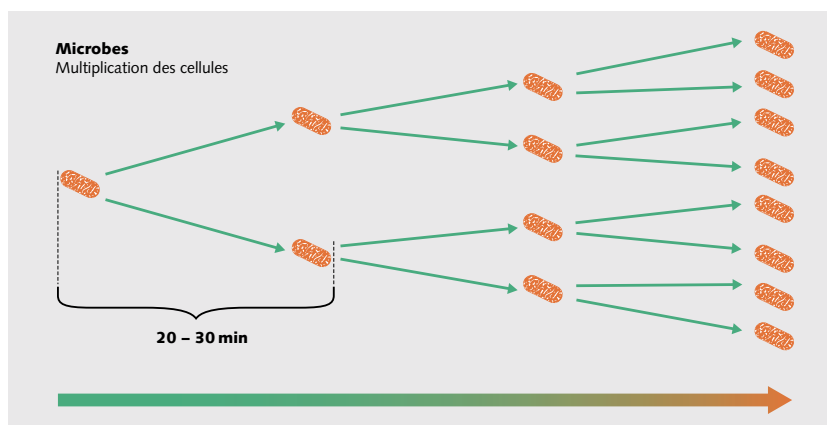 Microbes
Multiplication des cellules
20 – 30 min